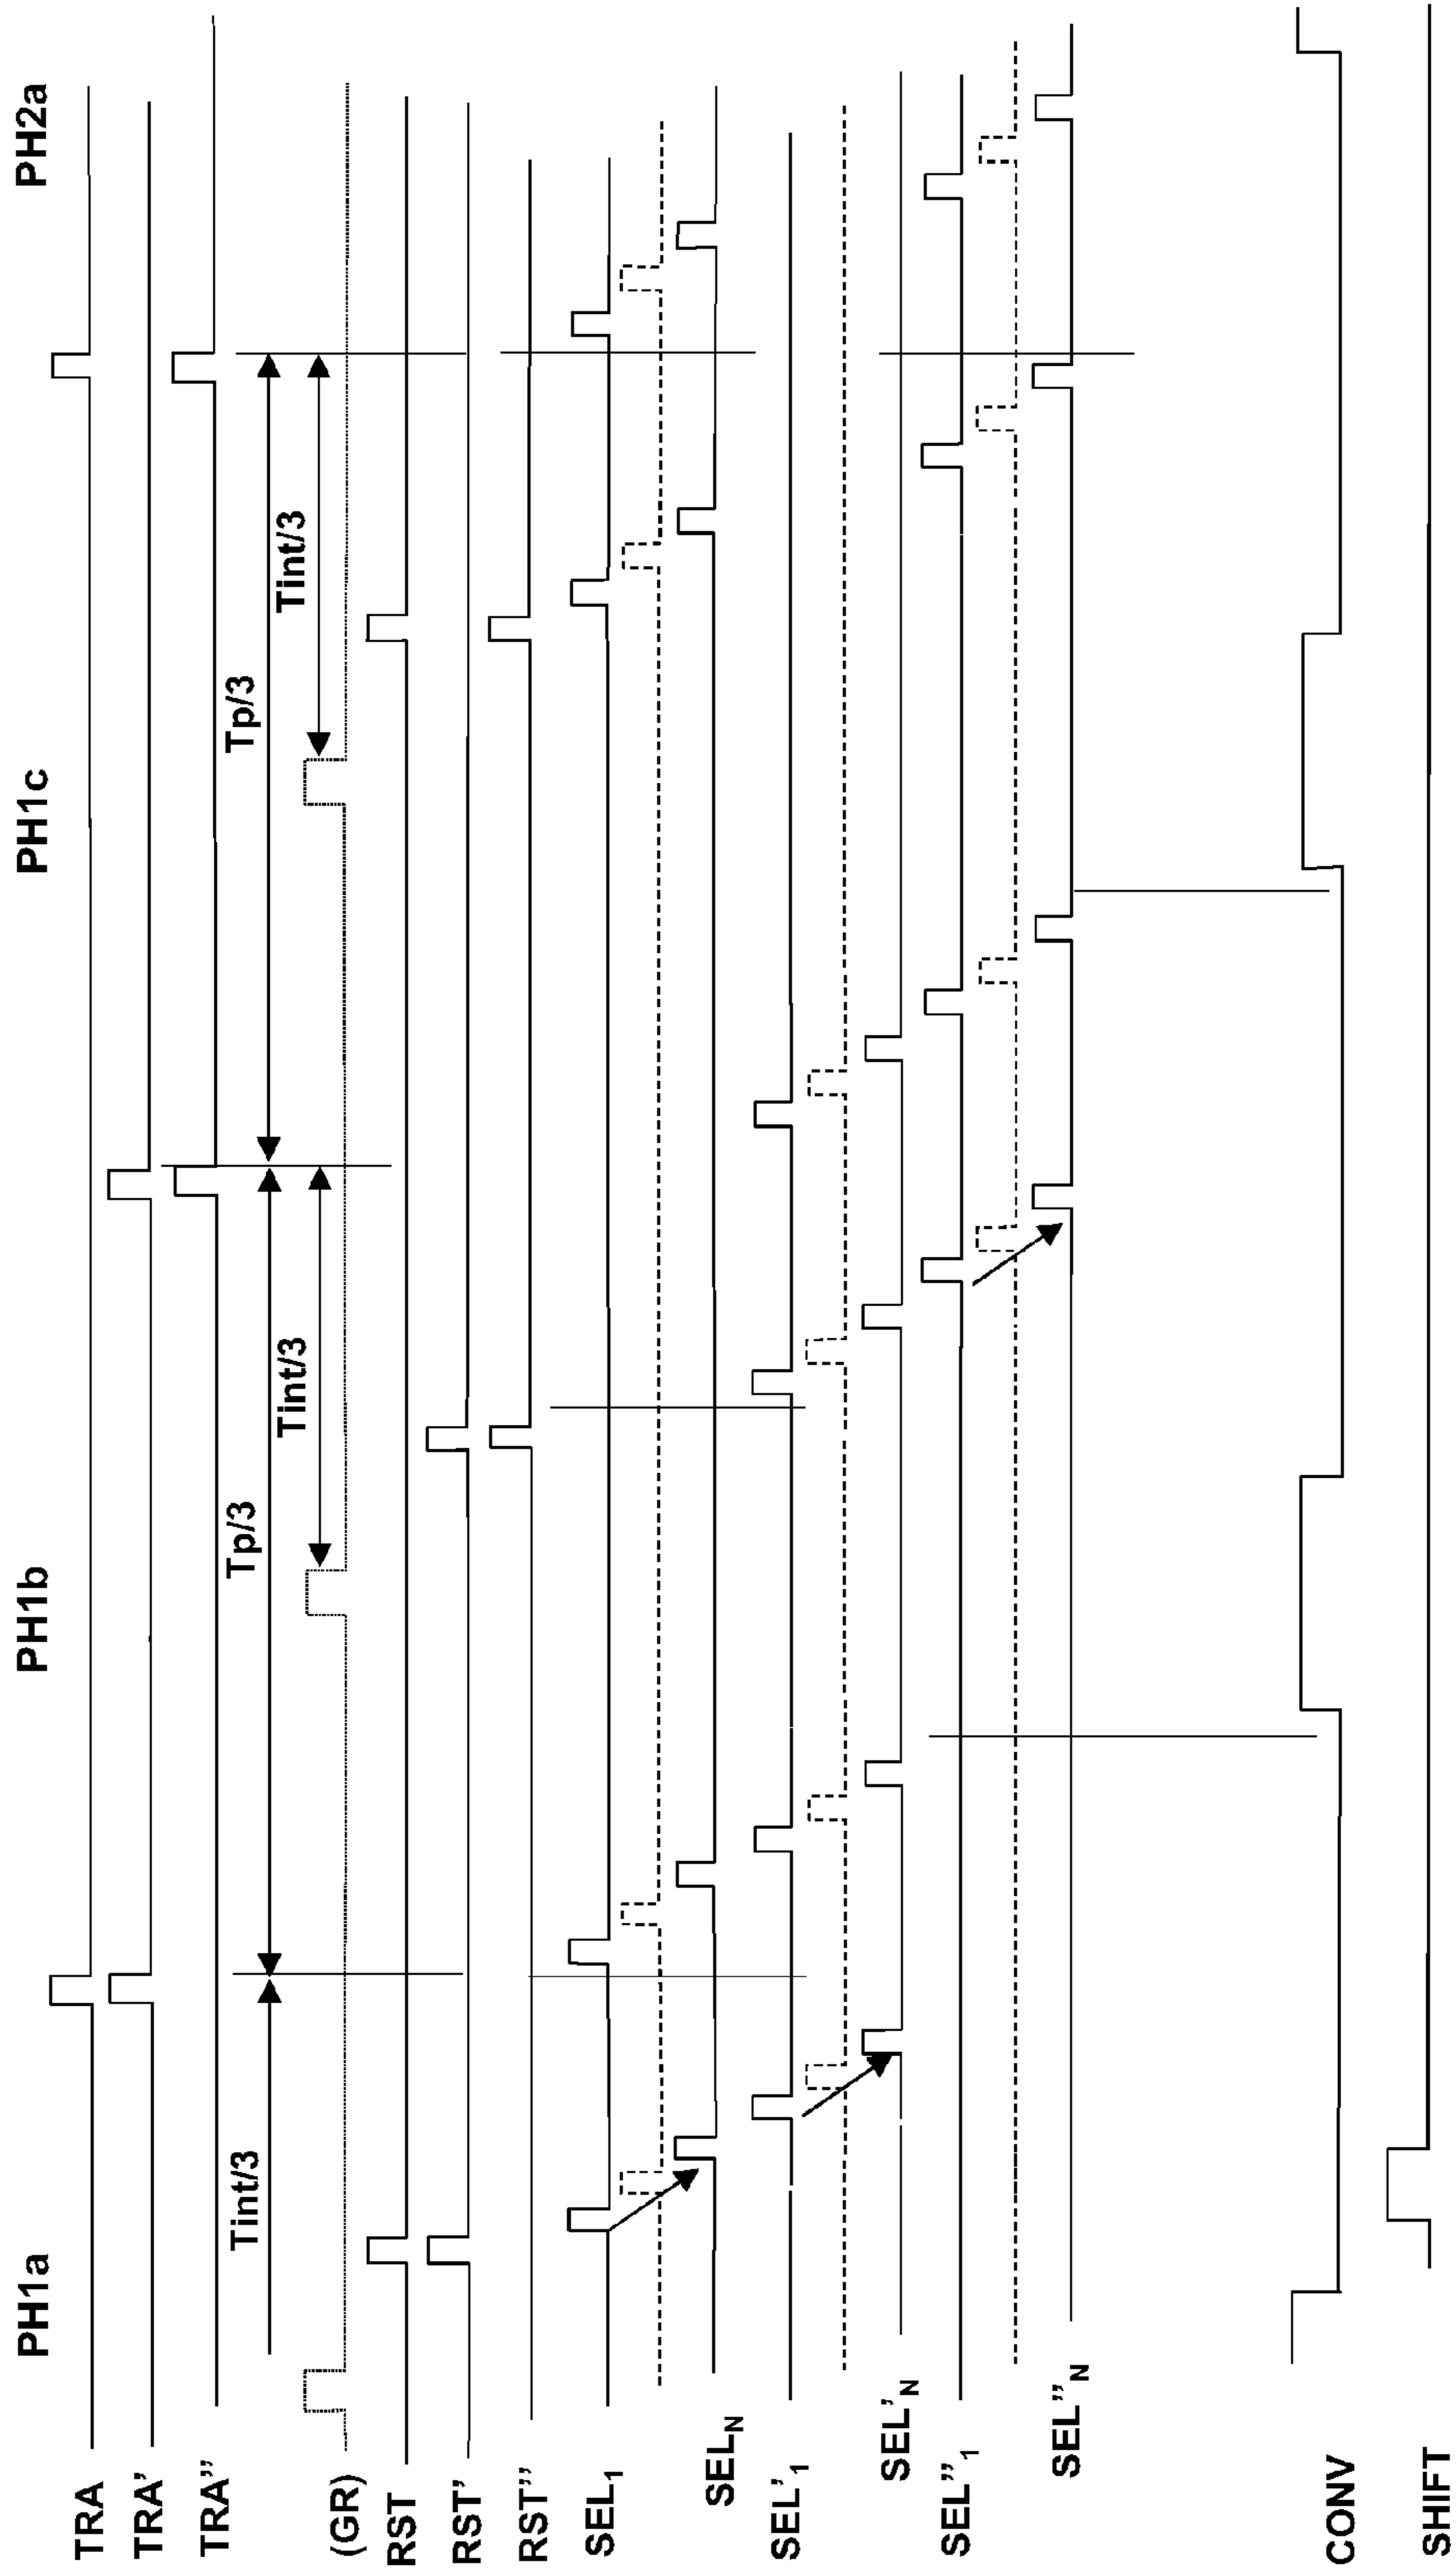 PH1a
PH1b
PH1c
PH2a
TRA
TRA’
TRA’’
Tint/3
Tp/3
Tp/3
Tint/3
Tint/3
(GR)
RST
RST’
RST’’
SEL1
SELN
SEL’1
SEL’N
SEL’’1
SEL’’N
CONV
SHIFT